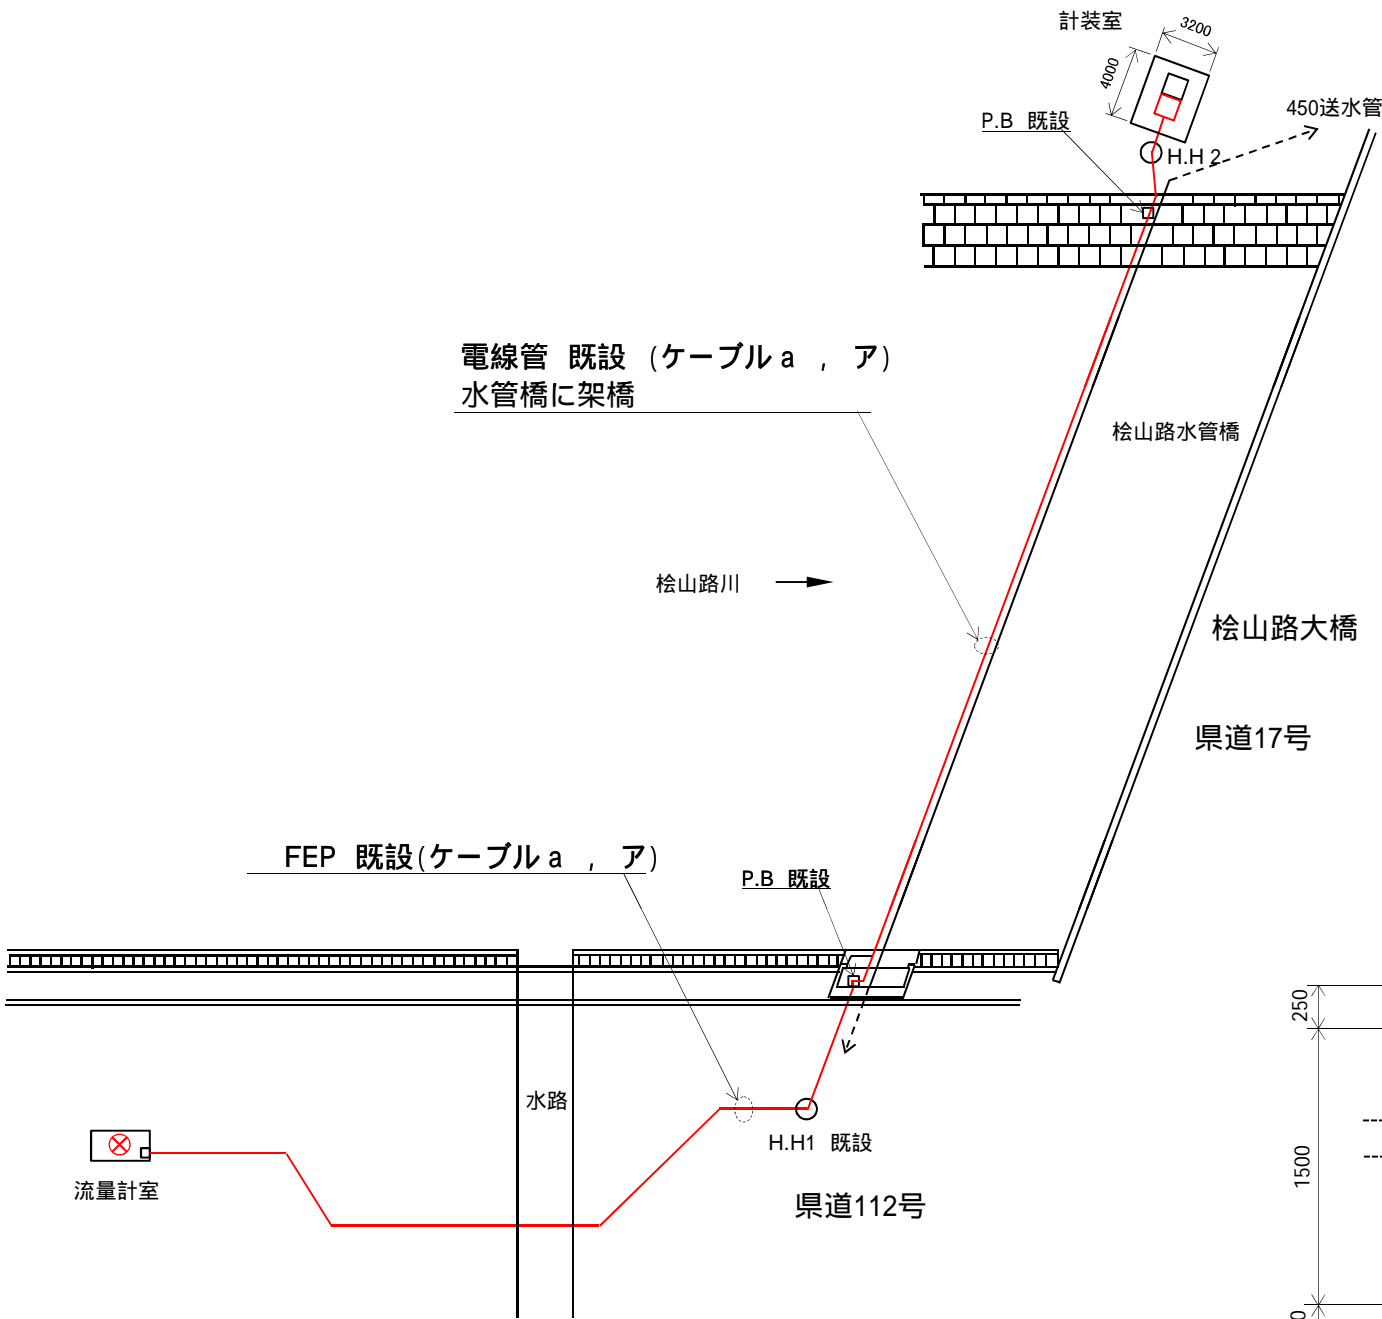 計装室
3200
4000
450送水管
P.B 既設
H.H 2
電線管 既設 (ケーブル a , ア)
水管橋に架橋
桧山路水管橋
桧山路川
桧山路大橋
県道17号
FEP 既設(ケーブル a , ア)
P.B 既設
250
水路
H.H1 既設
1500
流量計室
県道112号